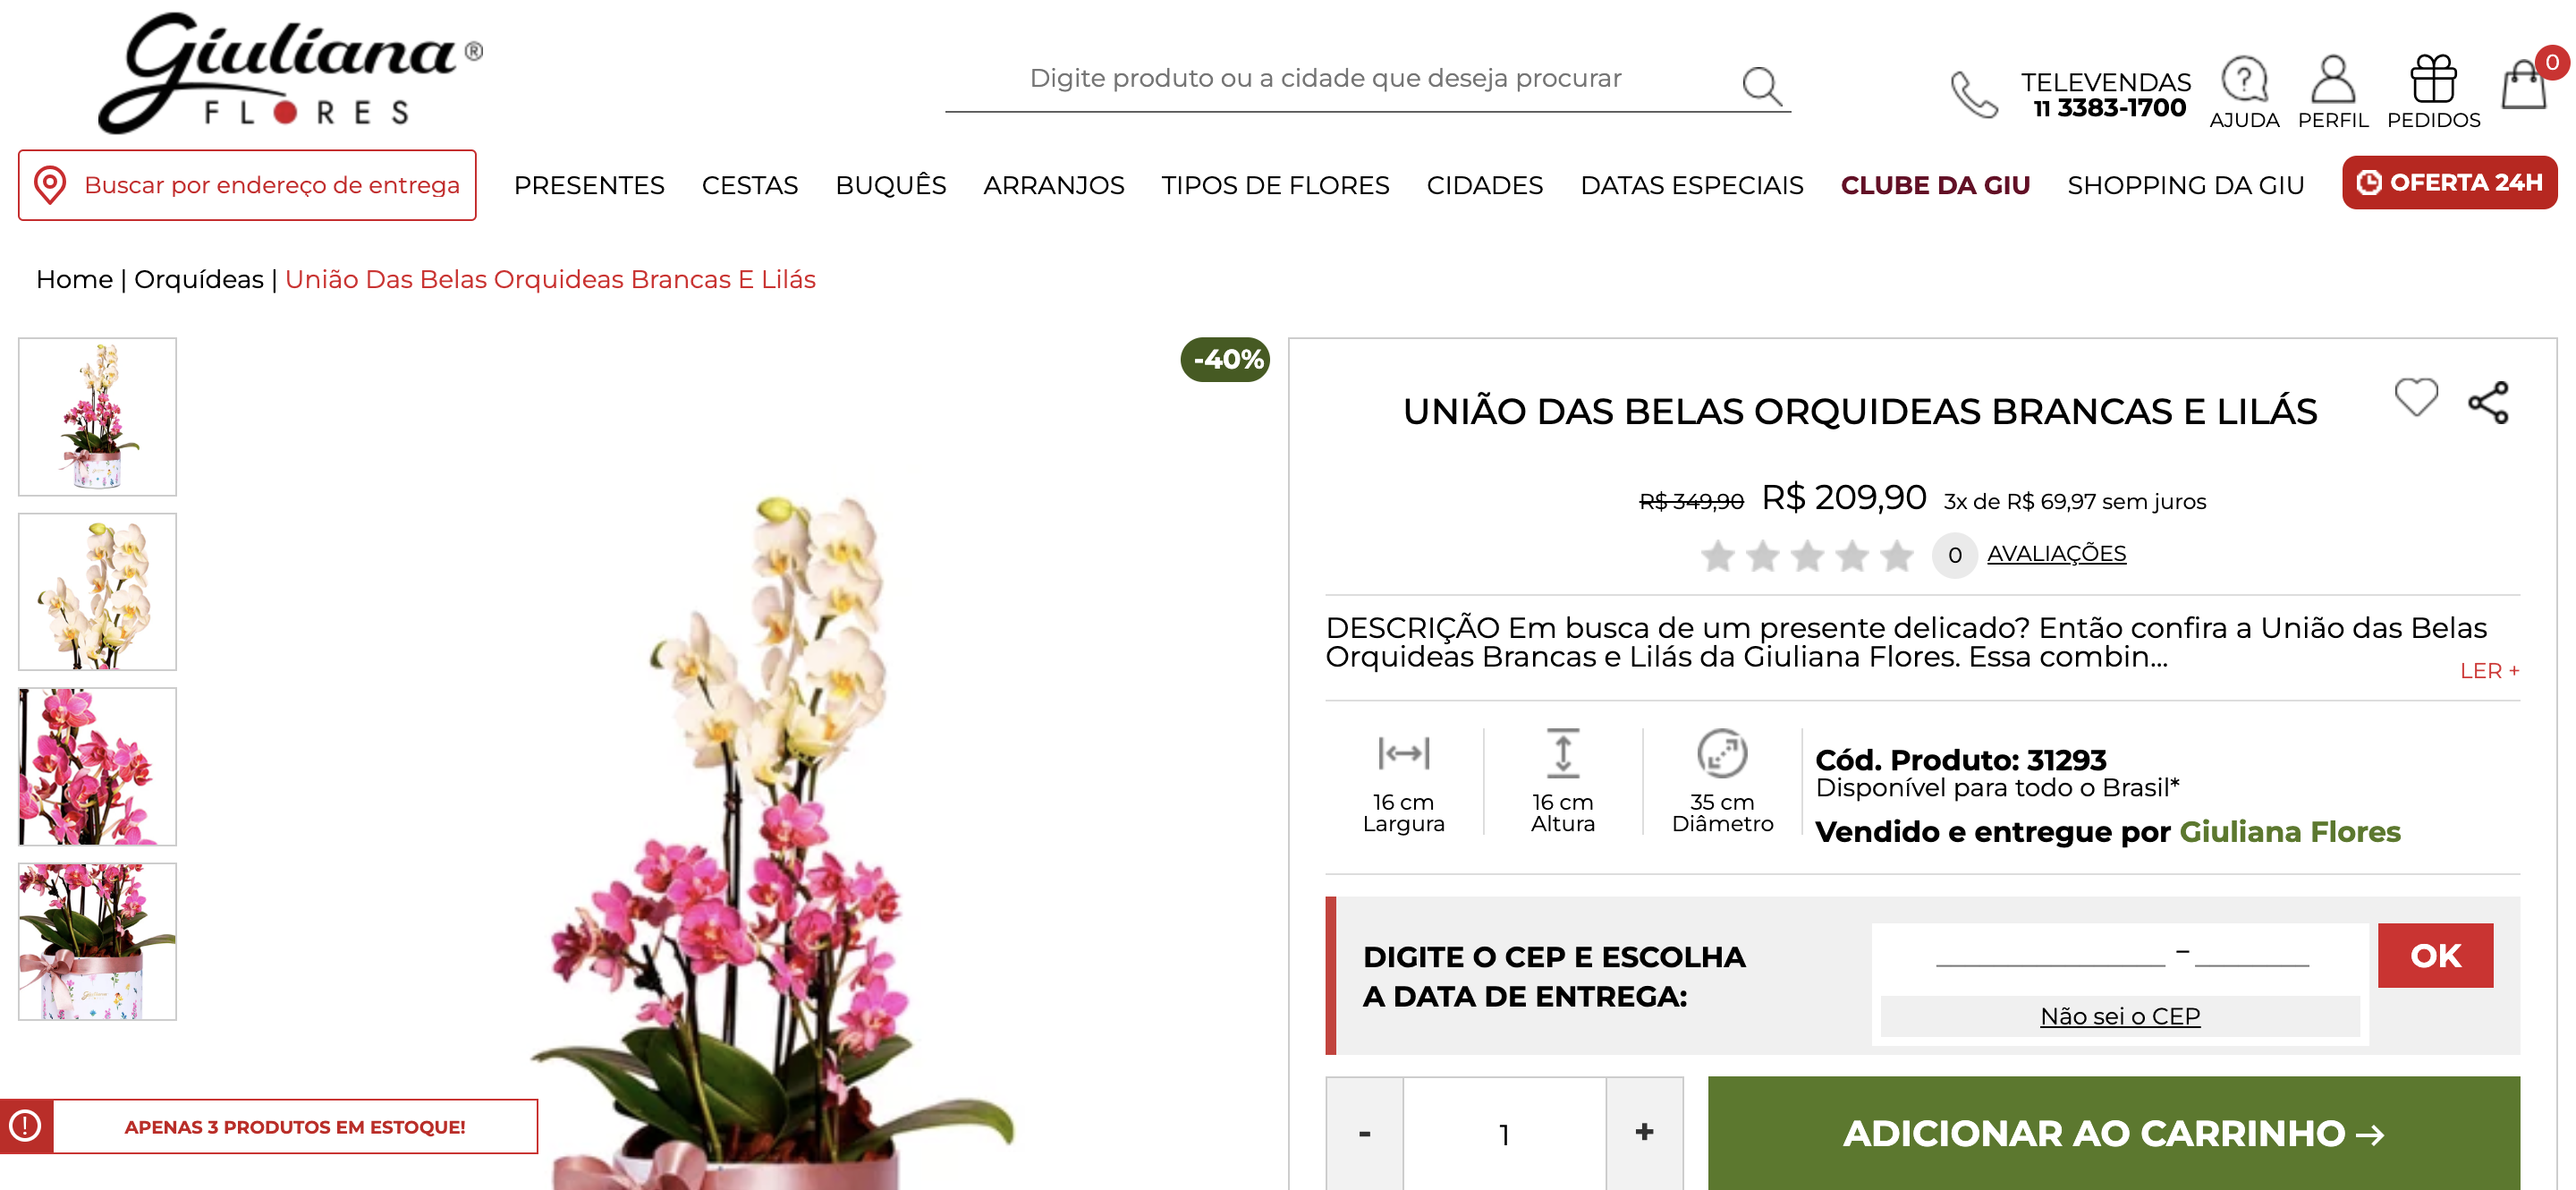 Giuliana ®
FLORES
Digite produto ou a cidade que deseja procurar
TELEVENDAS
11 3383-1700
AJUDA
PERFIL
PEDIDOS
0
Buscar por endereço de entrega
PRESENTES
CESTAS
BUQUÊS
ARRANJOS
TIPOS DE FLORES
CIDADES
DATAS ESPECIAIS
CLUBE DA GIU
SHOPPING DA GIU
OFERTA 24H
Home | Orquídeas | União Das Belas Orquideas Brancas E Lilás
-40%
UNIÃO DAS BELAS ORQUIDEAS BRANCAS E LILÁS
R$ 349,90 R$ 209,90 3x de R$ 69,97 sem juros
0 AVALIAÇÕES
DESCRIÇÃO Em busca de um presente delicado? Então confira a União das Belas
Orquideas Brancas e Lilás da Giuliana Flores. Essa combin...
LER +
16 cm
Largura
16 cm
Altura
35 cm
Diâmetro
Cód. Produto: 31293
Disponível para todo o Brasil*
Vendido e entregue por Giuliana Flores
DIGITE O CEP E ESCOLHA
A DATA DE ENTREGA:
–
OK
Não sei o CEP
APENAS 3 PRODUTOS EM ESTOQUE!
- 1 +
ADICIONAR AO CARRINHO →